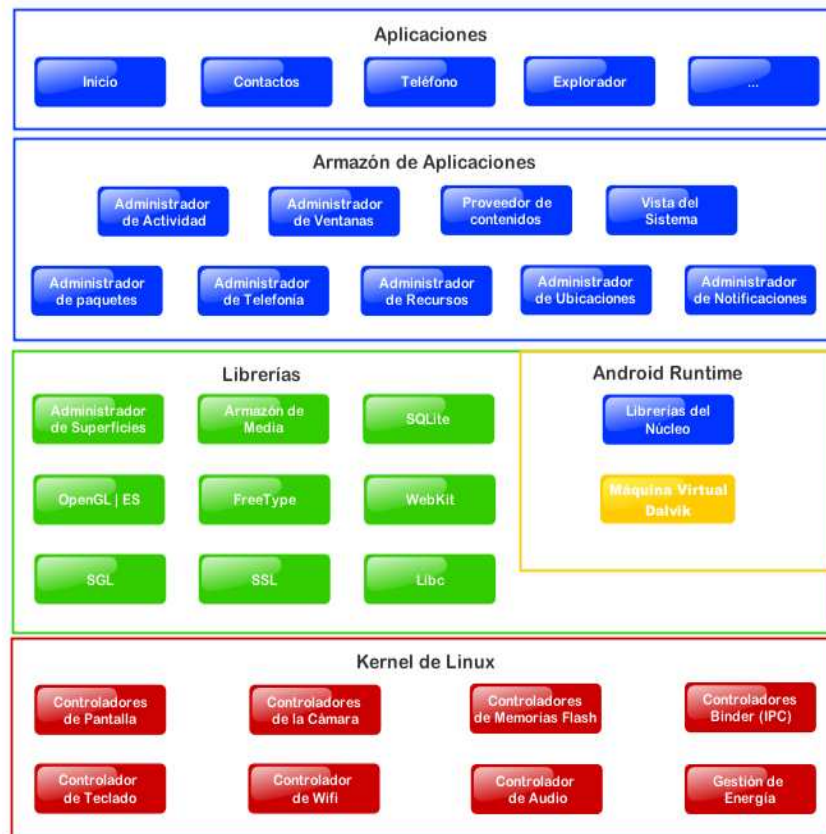 Aplicaciones
Inicio
Contactos
Teléfono
Explorador
...
Armazón de Aplicaciones
Administrador
de Actividad
Administrador
de Ventanas
Proveedor de
contenidos
Vista del
Sistema
Administrador
de paquetes
Administrador
de Telefonía
Administrador
de Recursos
Administrador
de Ubicaciones
Administrador
de Notificaciones
Librerías
Administrador
de Superficies
Armazón de
Media
SQLite
OpenGL | ES
FreeType
WebKit
SGL
SSL
Libc
Android Runtime
Librerías del
Núcleo
Máquina Virtual
Dalvik
Kernel de Linux
Controladores
de Pantalla
Controladores
de la Càmara
Controladores
de Memorias Flash
Controladores
Binder (IPC)
Controlador
de Teclado
Controlador
de Wifi
Controlador
de Audio
Gestión de
Energía